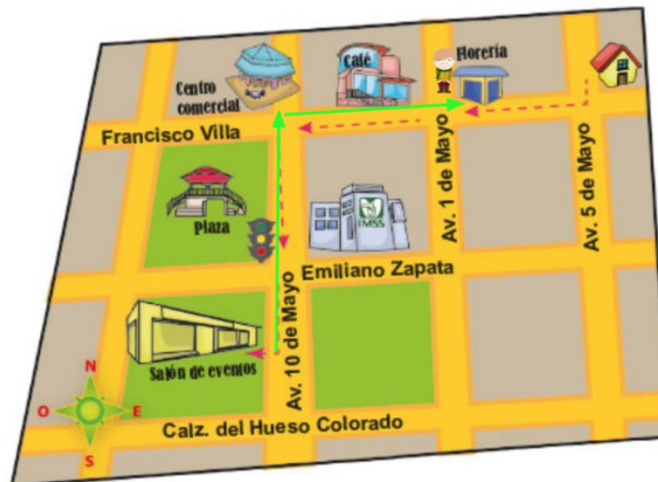 Centro
comercial
Café
Florería
Francisco Villa
Plaza
IMSS
Av. 1 de Mayo
Av. 5 de Mayo
Emiliano Zapata
Av. 10 de Mayo
Salón de eventos
N
O
E
S
Calz. del Hueso Colorado